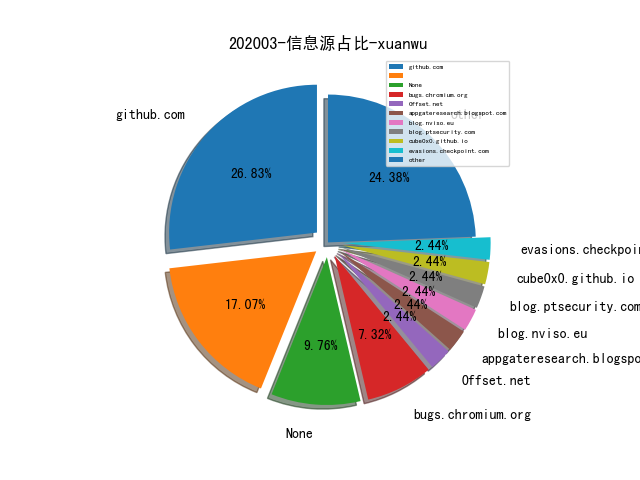 202003-信息源占比-xuanwu
github.com
None
bugs.chromium.org
Offset.net
appgateresearch.blogspot.com
blog.nviso.eu
blog.ptsecurity.com
cube0x0.github.io
evasions.checkpoint.com
other
github.com
other
26.83%
24.38%
17.07%
9.76%
7.32%
2.44%
2.44%
2.44%
2.44%
2.44%
2.44%
evasions.checkpoin
cube0x0.github.io
blog.ptsecurity.com
blog.nviso.eu
appgateresearch.blogspo
Offset.net
bugs.chromium.org
None